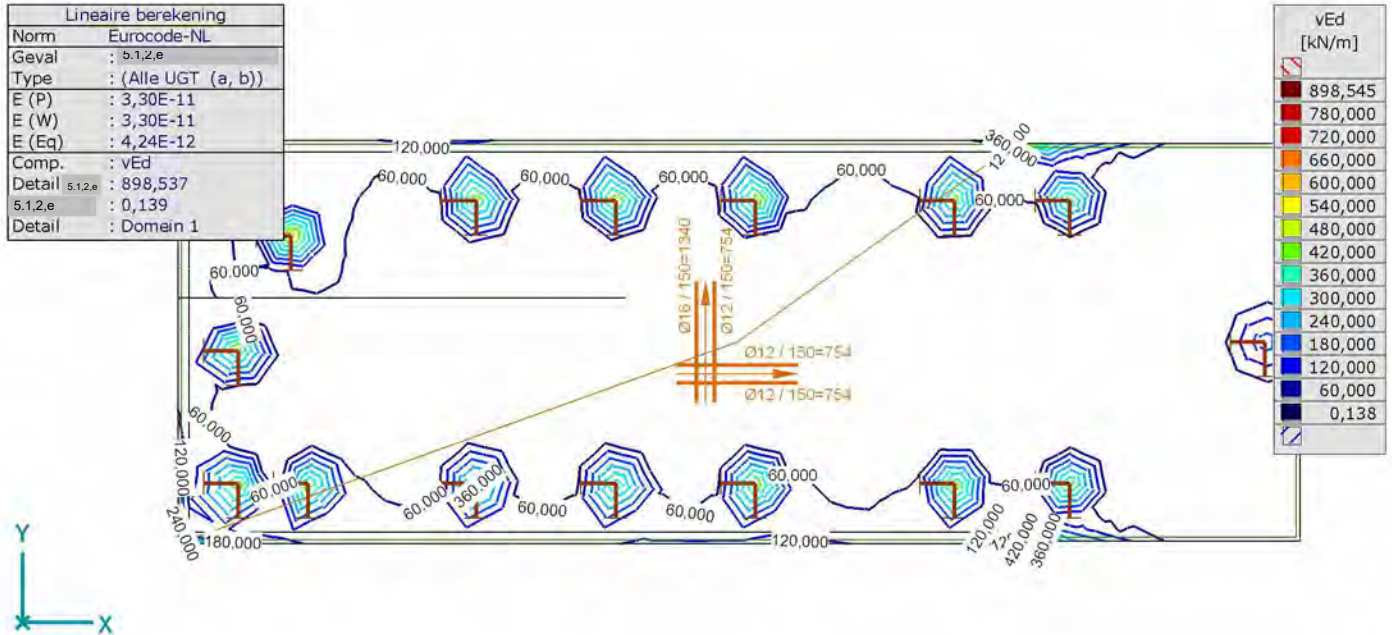 Lineaire berekening
Norm Eurocode-NL
Geval : 5.1,2,e
Type : (Alle UGT (a, b))
E (P) : 3,30E-11
E (W) : 3,30E-11
E (Eq) : 4,24E-12
Comp. : vEd
Detail 5.1,2,e : 898,537
5.1,2,e : 0,139
Detail : Domein 1
vEd
[kN/m]
898,545
780,000
720,000
660,000
600,000
540,000
480,000
420,000
360,000
300,000
240,000
180,000
120,000
60,000
0,138
120,000
360,000
60,000
60,000
60,000
60,000
60,000
60,000
60,000
Ø16 / 150=1340
Ø12 / 150=754
Ø12 / 150=754
Ø12 / 150=754
60,000
120,000
240,000
180,000
60,000
60,000
360,000
60,000
60,000
60,000
60,000
120,000
120,000
420,000
360,000
Y
X